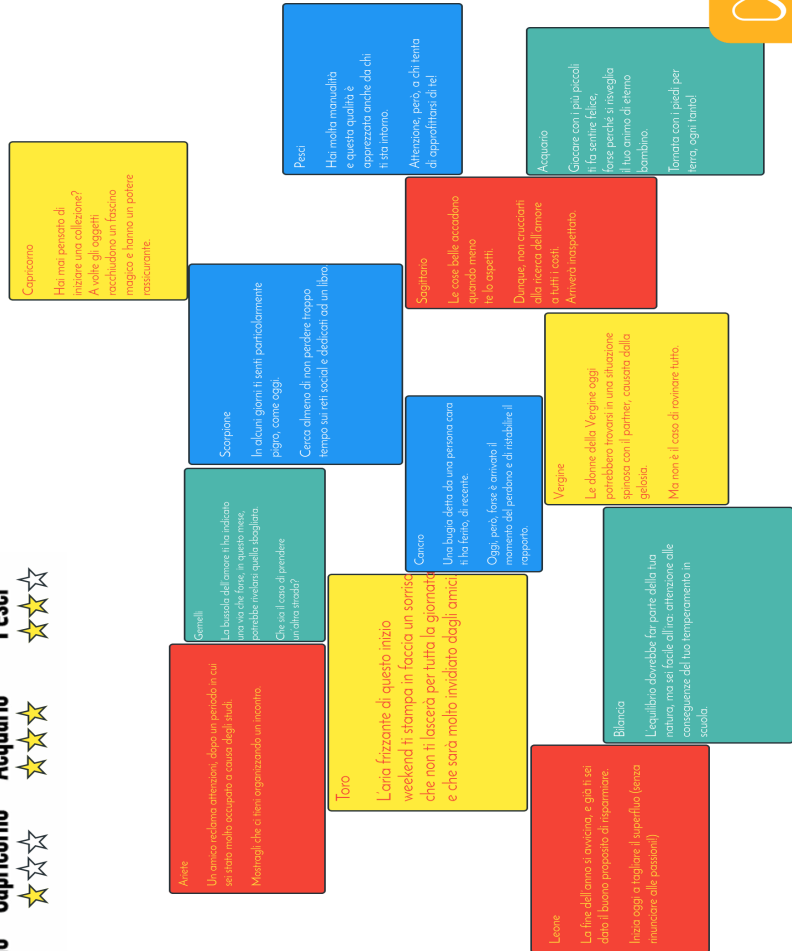 Capricorno Acquario Pesci
Ariete
Un amico reclama attenzioni, dopo un periodo in cui
sei stato molto occupato a causa degli studi.
Mostragli che ci tieni organizzando un incontro.
Toro
L'aria frizzante di questo inizio
weekend ti stampa in faccia un sorriso
che non ti lascerà per tutta la giornata
e che sarà molto invidiato dagli amici.
Gemelli
La bussola dell'amore ti ha indicato
una via che forse, in questo mese,
potrebbe rivelarsi quella sbagliata.
Che sia il caso di prendere
un'altra strada?
Cancro
Una bugia detta da una persona cara
ti ha ferito, di recente.
Oggi, però, forse è arrivato il
momento del perdono e di ristabilire il
rapporto.
Leone
La fine dell'anno si avvicina, e già ti sei
dato il buono proposito di risparmiare.
Inizia oggi a tagliare il superfluo (senza
rinunciare alle passioni!)
Vergine
Le donne della Vergine oggi
potrebbero trovarsi in una situazione
spinosa con il partner, causata dalla
gelosia.
Ma non è il caso di rovinare tutto.
Bilancia
L'equilibrio dovrebbe far parte della tua
natura, ma sei facile all'ira: attenzione alle
conseguenze del tuo temperamento in
scuola.
Scorpione
In alcuni giorni ti senti particolarmente
pigro, come oggi.
Cerca almeno di non perdere troppo
tempo sui reti social e dedicati ad un libro.
Sagittario
Le cose belle accadono
quando meno
te lo aspetti.
Dunque, non crucciarti
alla ricerca dell'amore
a tutti i costi.
Arriverà inaspettato.
Capricorno
Hai mai pensato di
iniziare una collezione?
A volte gli oggetti
racchiudono un fascino
magico e hanno un potere
rassicurante.
Acquario
Giocare con i più piccoli
ti fa sentire felice,
forse perché si risveglia
il tuo animo di eterno
bambino.
Tornata con i piedi per
terra, ogni tanto!
Pesci
Hai molta manualità
e questa qualità è
apprezzata anche da chi
ti sta intorno.
Attenzione, però, a chi tenta
di approfittarsi di te!